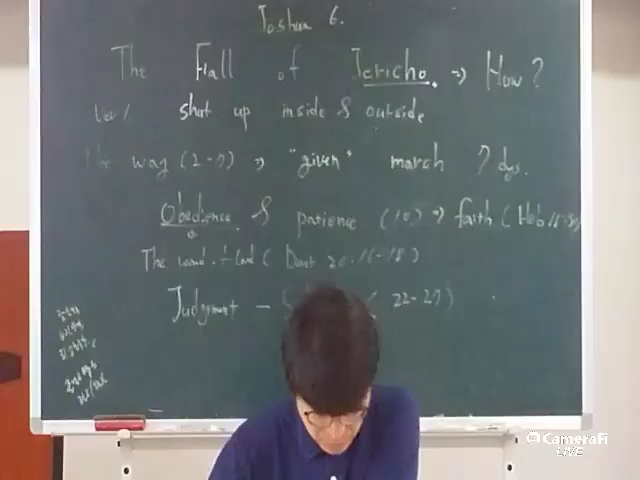 Joshua 6.
The Fall of Jericho. → How?
Ver 1. shut up inside & outside
way (2-5) → "given" march 7 dys.
Obedience & patience (10) → faith (Heb 11:30
The word of Lord ( Deut 20:16-18)
Judgment - (22-27)
CameraFi
LIVE